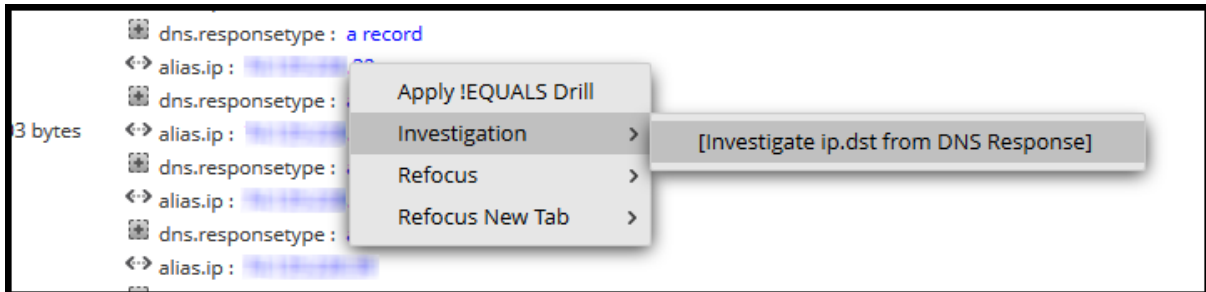 dns.responsetype : a record
alias.ip :
Apply !EQUALS Drill
dns.responsetype :
93 bytes alias.ip : Investigation > [Investigate ip.dst from DNS Response]
dns.responsetype :
Refocus >
alias.ip :
Refocus New Tab >
dns.responsetype :
alias.ip :